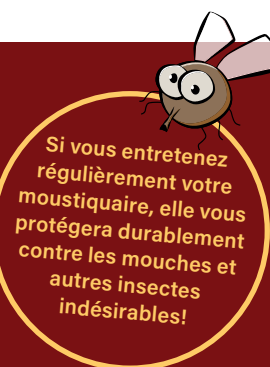 Si vous entretenez
régulièrement votre
moustiquaire, elle vous
protégera durablement
contre les mouches et
autres insectes
indésirables!